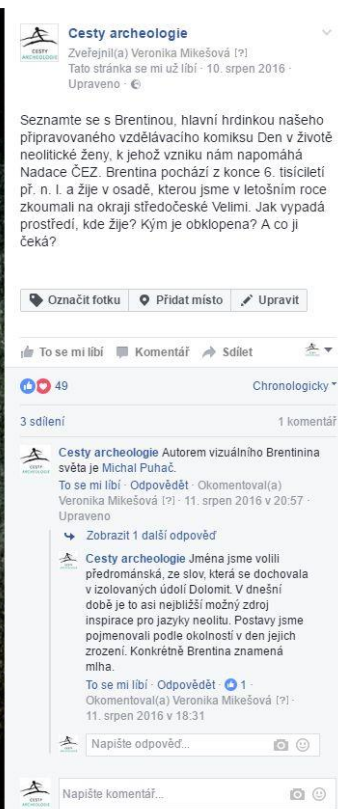 Cesty archeologie
Zveřejnil(a) Veronika Mikešová [?]
Tato stránka se mi už líbí · 10. srpen 2016 ·
Upraveno ·
CESTY
ARCHEOLOGIE
Seznamte se s Brentinou, hlavní hrdinkou našeho
připravovaného vzdělávacího komiksu Den v životě
neolitické ženy, k jehož vzniku nám napomáhá
Nadace ČEZ. Brentina pochází z konce 6. tisíciletí
př. n. l. a žije v osadě, kterou jsme v letošním roce
zkoumali na okraji středočeské Velimi. Jak vypadá
prostředí, kde žije? Kým je obklopena? A co ji
čeká?
Označit fotku
Přidat místo
Upravit
To se mi líbí Komentář Sdílet
49
Chronologicky
3 sdílení
1 komentář
Cesty archeologie Autorem vizuálního Brentinina
světa je Michal Puhač.
To se mi líbí · Odpovědět · Okomentoval(a)
Veronika Mikešová [?] · 11. srpen 2016 v 20:57 ·
Upraveno
Zobrazit 1 další odpověď
Cesty archeologie Jména jsme volili
předrománská, ze slov, která se dochovala
v izolovaných údolí Dolomit. V dnešní
době je to asi nejbližší možný zdroj
inspirace pro jazyky neolitu. Postavy jsme
pojmenovali podle okolností v den jejich
zrození. Konkrétně Brentina znamená
mlha.
To se mi líbí · Odpovědět · 1 ·
Okomentoval(a) Veronika Mikešová [?] ·
11. srpen 2016 v 18:31
Napište odpověď...
Napište komentář...